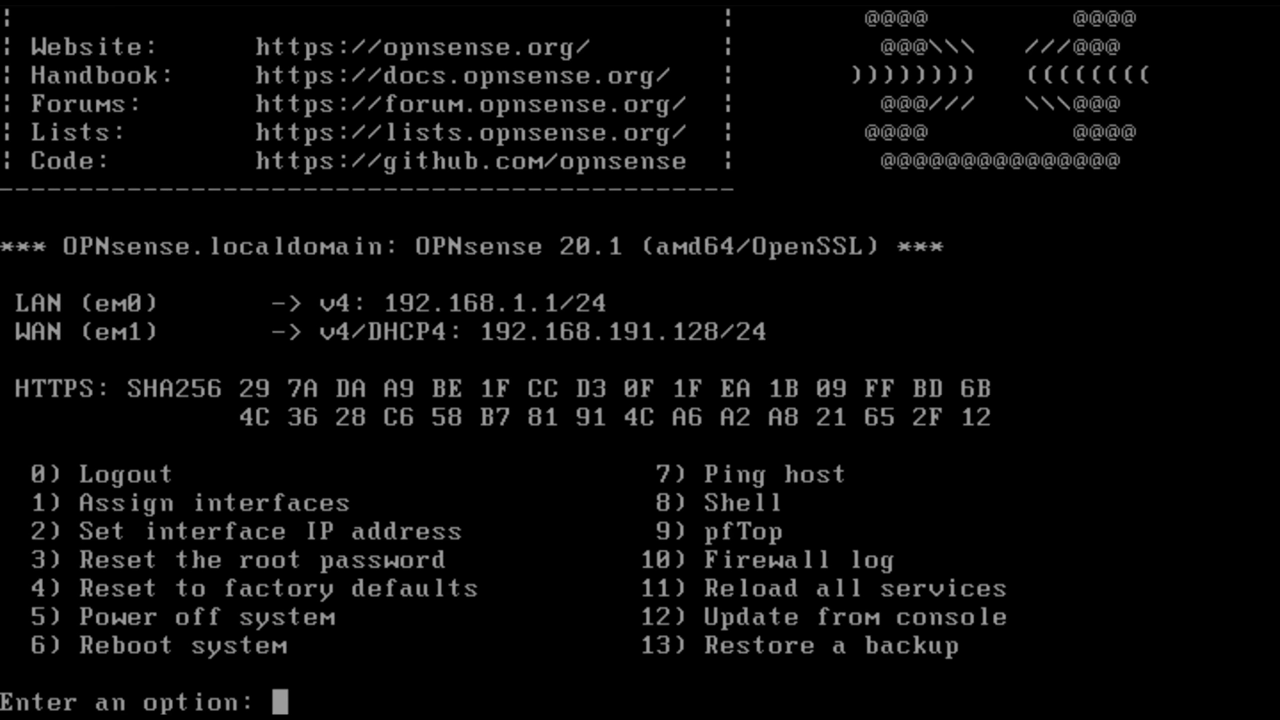 ¦                                            ¦         @@@@         @@@@
¦ Website:      https://opnsense.org/        ¦          @@@\\\   ///@@@
¦ Handbook:     https://docs.opnsense.org/   ¦        ))))))))   ((((((((
¦ Forums:       https://forum.opnsense.org/  ¦          @@@///   \\\@@@
¦ Lists:        https://lists.opnsense.org/  ¦         @@@@         @@@@
¦ Code:         https://github.com/opnsense  ¦          @@@@@@@@@@@@@@@
----------------------------------------------
*** OPNsense.localdomain: OPNsense 20.1 (amd64/OpenSSL) ***
LAN (em0)       -> v4: 192.168.1.1/24
WAN (em1)       -> v4/DHCP4: 192.168.191.128/24
HTTPS: SHA256 29 7A DA A9 BE 1F CC D3 0F 1F EA 1B 09 FF BD 6B
4C 36 28 C6 58 B7 81 91 4C A6 A2 A8 21 65 2F 12
0) Logout                              7) Ping host
1) Assign interfaces                   8) Shell
2) Set interface IP address            9) pfTop
3) Reset the root password            10) Firewall log
4) Reset to factory defaults          11) Reload all services
5) Power off system                   12) Update from console
6) Reboot system                      13) Restore a backup
Enter an option: